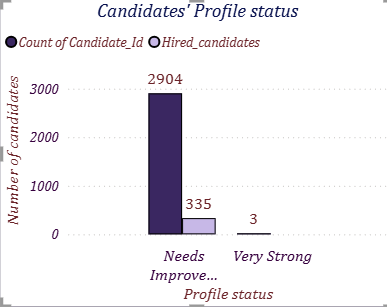 Candidates' Profile status
Count of Candidate_Id Hired_candidates
Number of candidates
3000
2000
1000
0
2904
335
3
Needs
Improve...
Very Strong
Profile status